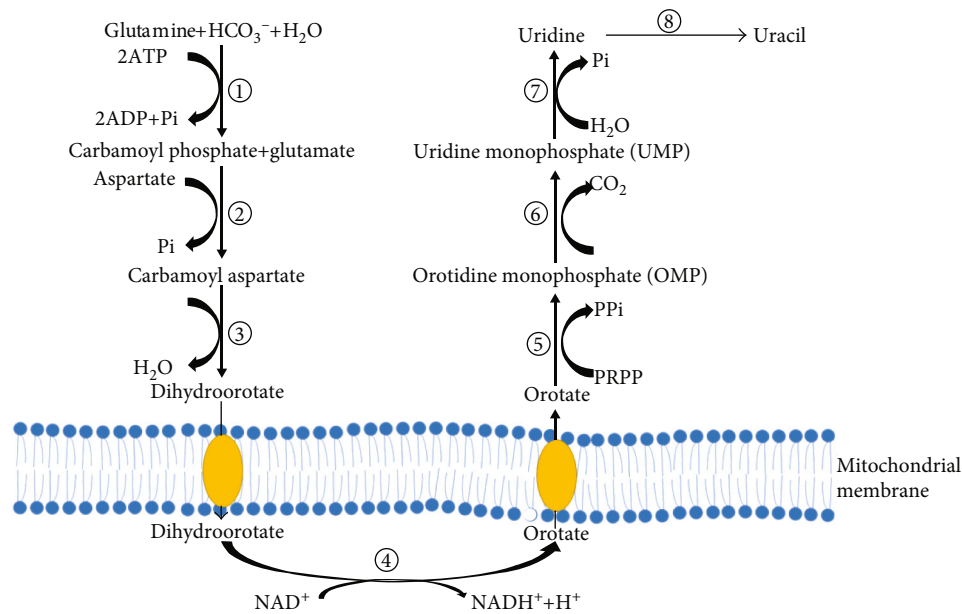 Glutamine+HCO₃⁻+H₂O
2ATP
①
2ADP+Pi
Carbamoyl phosphate+glutamate
Aspartate
②
Pi
Carbamoyl aspartate
③
H₂O
Dihydroorotate
Dihydroorotate
④
NAD⁺
NADH⁺+H⁺
Orotate
Orotate
PRPP
⑤
PPi
Orotidine monophosphate (OMP)
⑥
CO₂
Uridine monophosphate (UMP)
H₂O
⑦
Pi
Uridine
⑧
Uracil
Mitochondrial
membrane